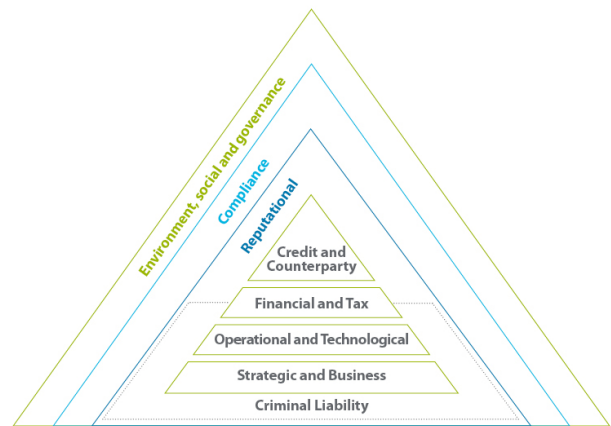 Environment, social and governance
Compliance
Reputational
Credit and
Counterparty
Financial and Tax
Operational and Technological
Strategic and Business
Criminal Liability